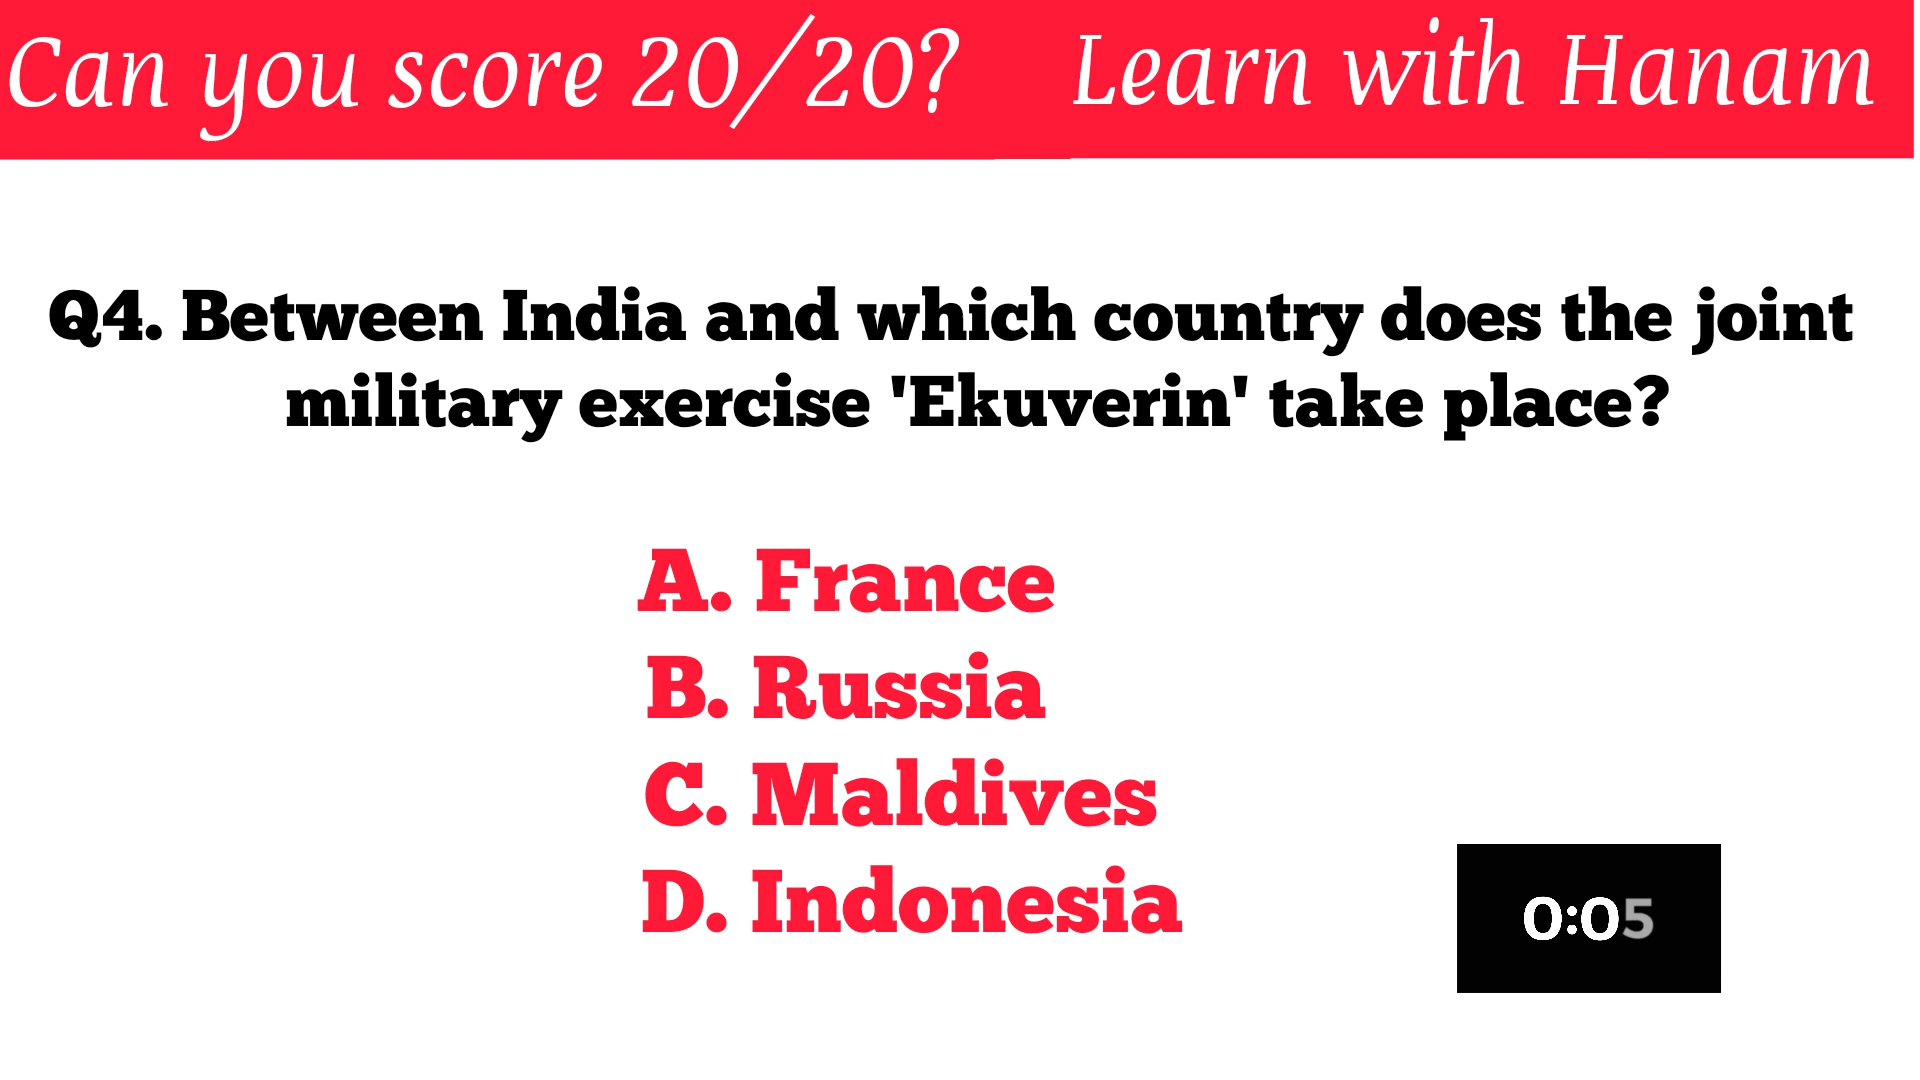 Can you score 20/20? Learn with Hanam
Q4. Between India and which country does the joint
military exercise 'Ekuverin' take place?
A. France
B. Russia
C. Maldives
D. Indonesia
0:05